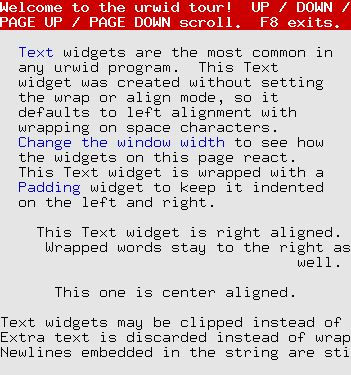 Welcome to the urwid tour!  UP / DOWN /
PAGE UP / PAGE DOWN scroll.  F8 exits.
Text widgets are the most common in
any urwid program.  This Text
widget was created without setting
the wrap or align mode, so it
defaults to left alignment with
wrapping on space characters.
Change the window width to see how
the widgets on this page react.
This Text widget is wrapped with a
Padding widget to keep it indented
on the left and right.
This Text widget is right aligned.
Wrapped words stay to the right as
well.
This one is center aligned.
Text widgets may be clipped instead of
Extra text is discarded instead of wrap
Newlines embedded in the string are sti